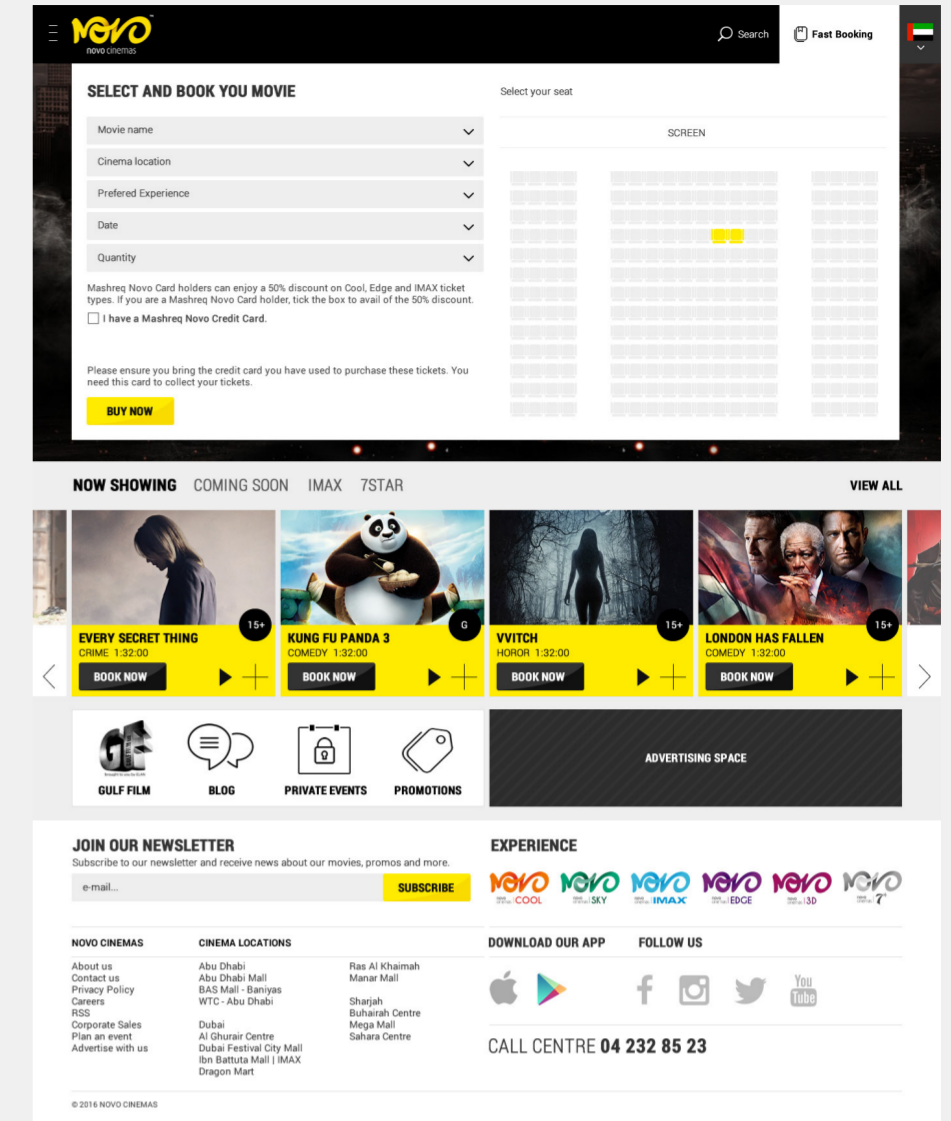 NOVO
novo cinemas
Search
Fast Booking
SELECT AND BOOK YOU MOVIE
Movie name
Cinema location
Prefered Experience
Date
Quantity
Mashreq Novo Card holders can enjoy a 50% discount on Cool, Edge and IMAX ticket
types. If you are a Mashreq Novo Card holder, tick the box to avail of the 50% discount.
I have a Mashreq Novo Credit Card.
Please ensure you bring the credit card you have used to purchase these tickets. You
need this card to collect your tickets.
BUY NOW
Select your seat
SCREEN
NOW SHOWING COMING SOON IMAX 7STAR
VIEW ALL
15+
EVERY SECRET THING
CRIME 1:32:00
BOOK NOW
G
KUNG FU PANDA 3
COMEDY 1:32:00
BOOK NOW
15+
VVITCH
HOROR 1:32:00
BOOK NOW
15+
LONDON HAS FALLEN
COMEDY 1:32:00
BOOK NOW
GF
GULF FILM
BLOG
PRIVATE EVENTS
PROMOTIONS
ADVERTISING SPACE
JOIN OUR NEWSLETTER
Subscribe to our newsletter and receive news about our movies, promos and more.
e-mail...
SUBSCRIBE
EXPERIENCE
NOVO COOL
NOVO SKY
NOVO IMAX
NOVO EDGE
NOVO 3D
NOVO 7*
NOVO CINEMAS
About us
Contact us
Privacy Policy
Careers
RSS
Corporate Sales
Plan an event
Advertise with us
CINEMA LOCATIONS
Abu Dhabi
Abu Dhabi Mall
BAS Mall - Baniyas
WTC - Abu Dhabi
Dubai
Al Ghurair Centre
Dubai Festival City Mall
Ibn Battuta Mall | IMAX
Dragon Mart
Ras Al Khaimah
Manar Mall
Sharjah
Buhairah Centre
Mega Mall
Sahara Centre
DOWNLOAD OUR APP
FOLLOW US
You
Tube
CALL CENTRE 04 232 85 23
© 2016 NOVO CINEMAS